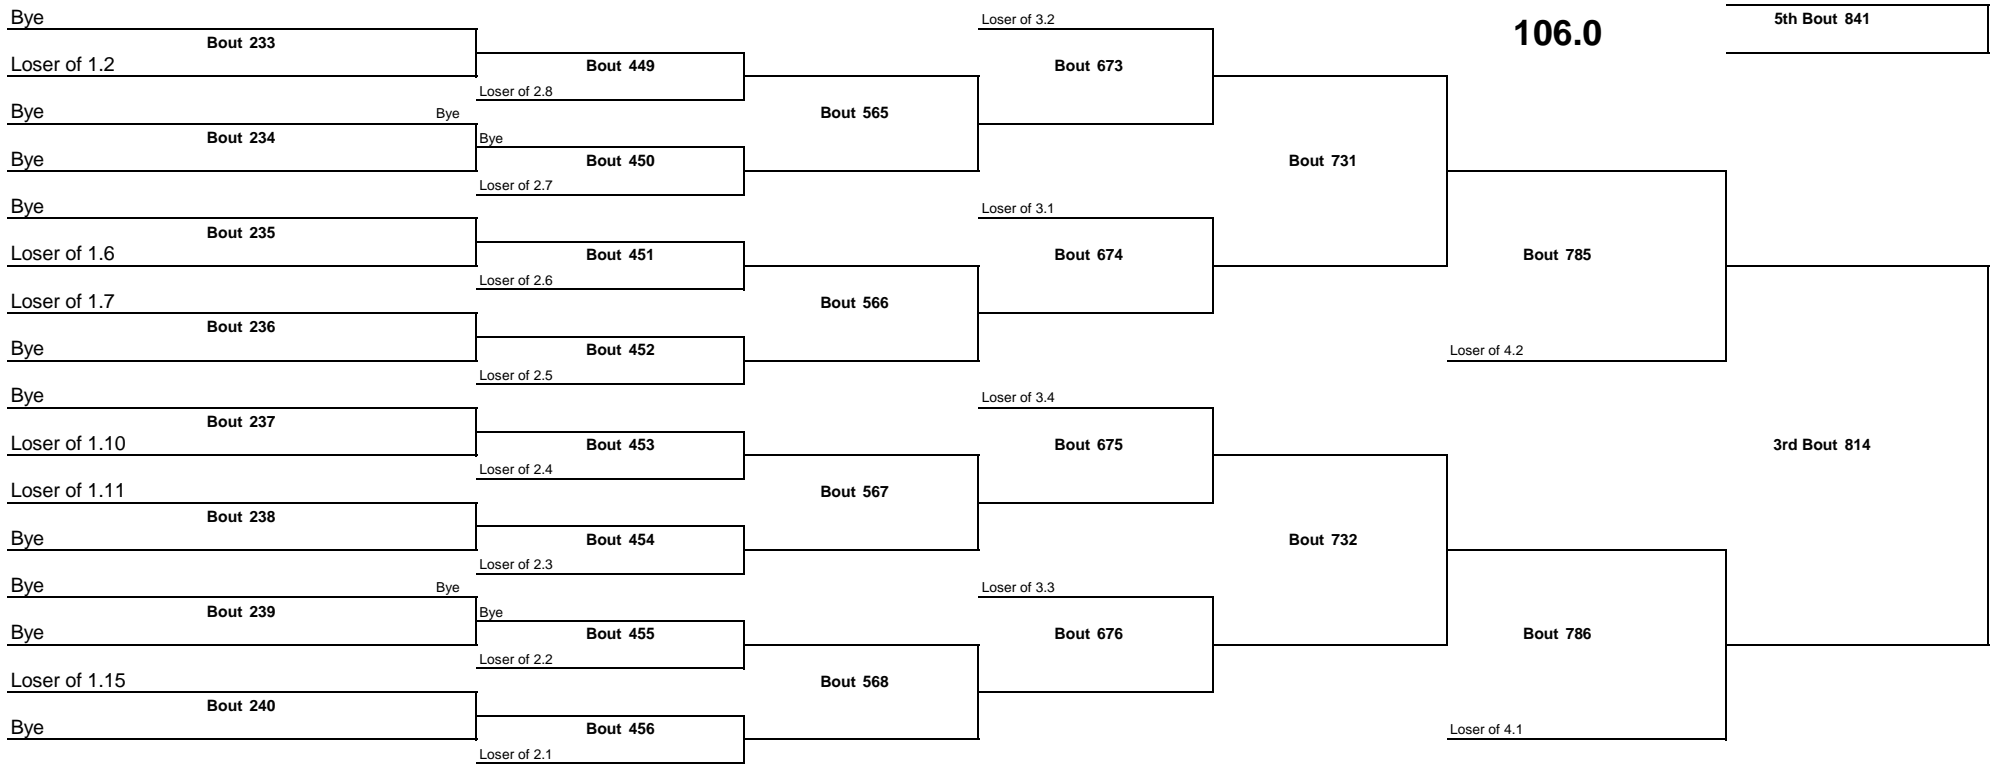 Bye
Bout 233
Loser of 1.2
Bye
Bye
Bout 234
Bye
Bye
Bout 235
Loser of 1.6
Loser of 1.7
Bout 236
Bye
Bye
Bout 237
Loser of 1.10
Loser of 1.11
Bout 238
Bye
Bye
Bye
Bout 239
Bye
Loser of 1.15
Bout 240
Bye
Bout 449
Loser of 2.8
Bye
Bout 450
Loser of 2.7
Bout 451
Loser of 2.6
Bout 452
Loser of 2.5
Bout 453
Loser of 2.4
Bout 454
Loser of 2.3
Bye
Bout 455
Loser of 2.2
Bout 456
Loser of 2.1
Bout 565
Bout 566
Bout 567
Bout 568
Loser of 3.2
Bout 673
Loser of 3.1
Bout 674
Loser of 3.4
Bout 675
Loser of 3.3
Bout 676
Bout 731
Bout 732
106.0
Bout 785
Loser of 4.2
Bout 786
Loser of 4.1
5th Bout 841
3rd Bout 814